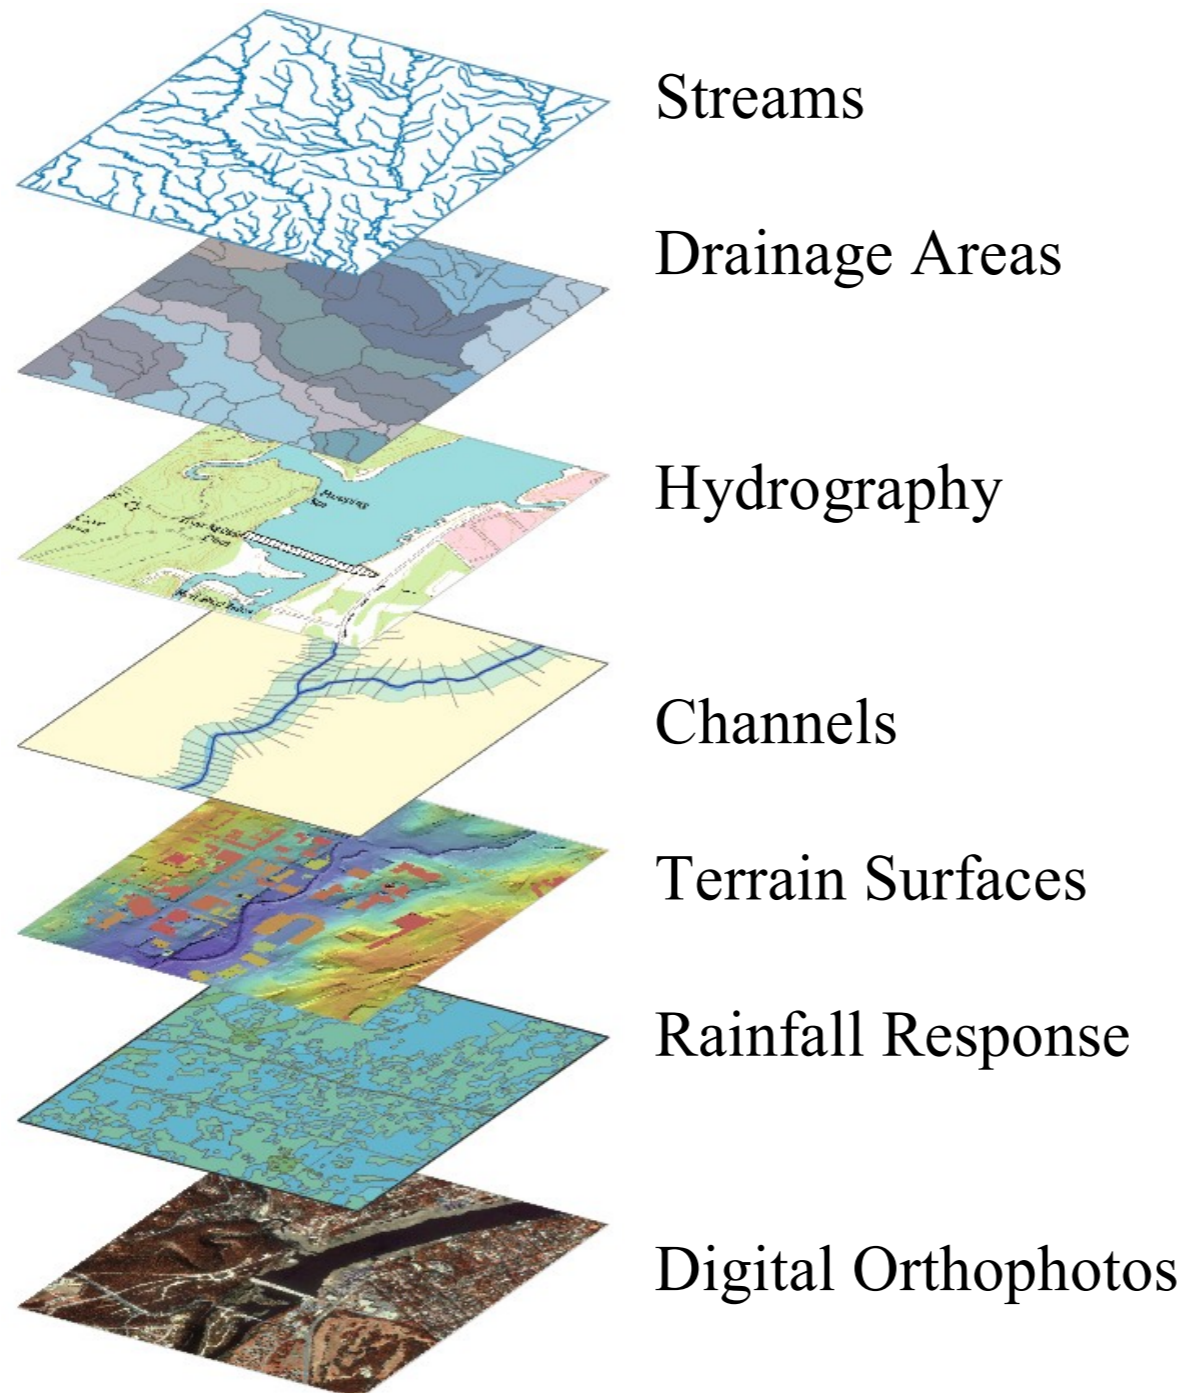 Streams
Drainage Areas
Hydrography
Channels
Terrain Surfaces
Rainfall Response
Digital Orthophotos